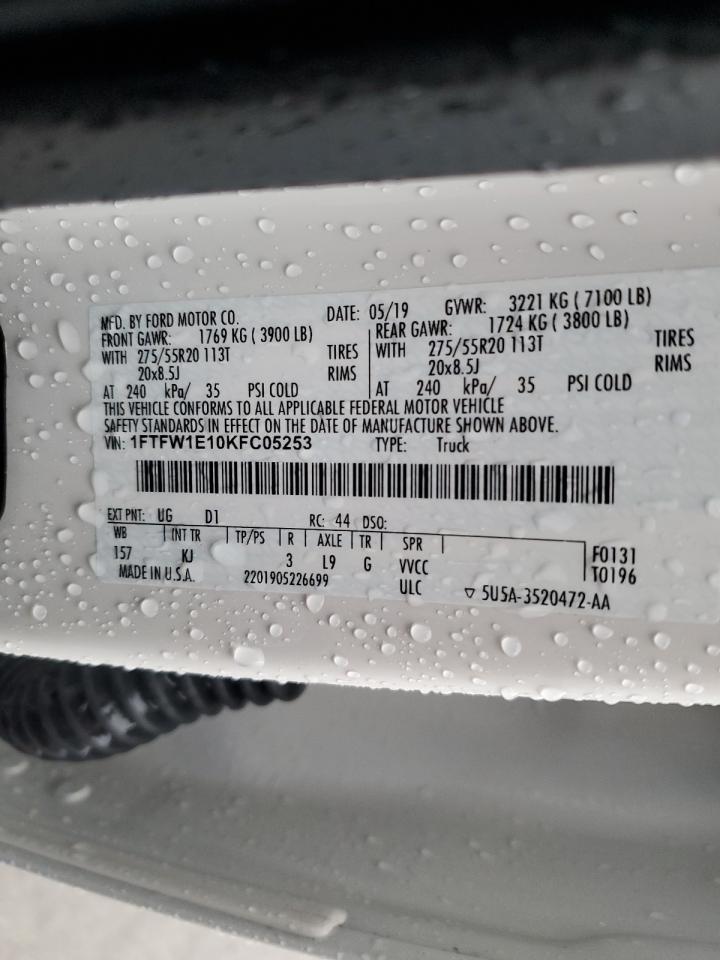 MFD. BY FORD MOTOR CO. DATE: 05/19 GVWR: 3221 KG ( 7100 LB)
FRONT GAWR: 1769 KG ( 3900 LB) REAR GAWR: 1724 KG ( 3800 LB)
WITH 275/55R20 113T TIRES WITH 275/55R20 113T TIRES
20x8.5J RIMS 20x8.5J RIMS
AT 240 kPa/ 35 PSI COLD AT 240 kPa/ 35 PSI COLD
THIS VEHICLE CONFORMS TO ALL APPLICABLE FEDERAL MOTOR VEHICLE
SAFETY STANDARDS IN EFFECT ON THE DATE OF MANUFACTURE SHOWN ABOVE.
VIN: 1FTFW1E10KFC05253 TYPE: Truck
EXT PNT: UG D1 RC: 44 DSO:
WB INT TR TP/PS R AXLE TR SPR
157 KJ 3 L9 G VVCC F0131
MADE IN U.S.A. 2201905226699 ULC T0196
▽ 5U5A-3520472-AA